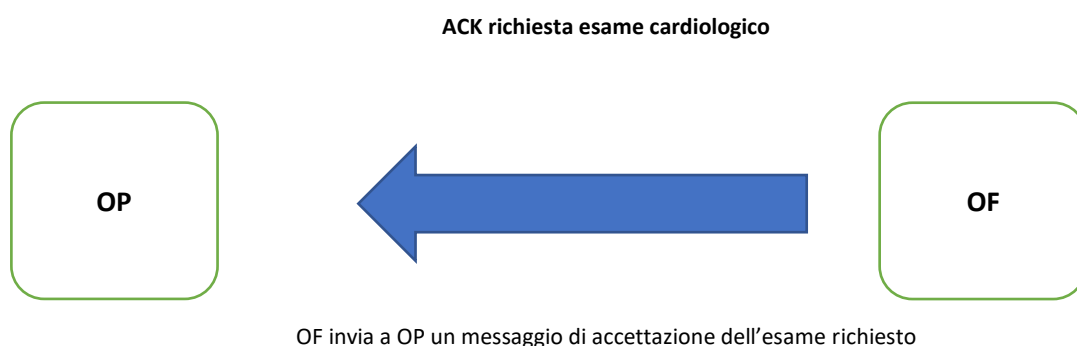 ACK richiesta esame cardiologico
OP
OF
OF invia a OP un messaggio di accettazione dell’esame richiesto